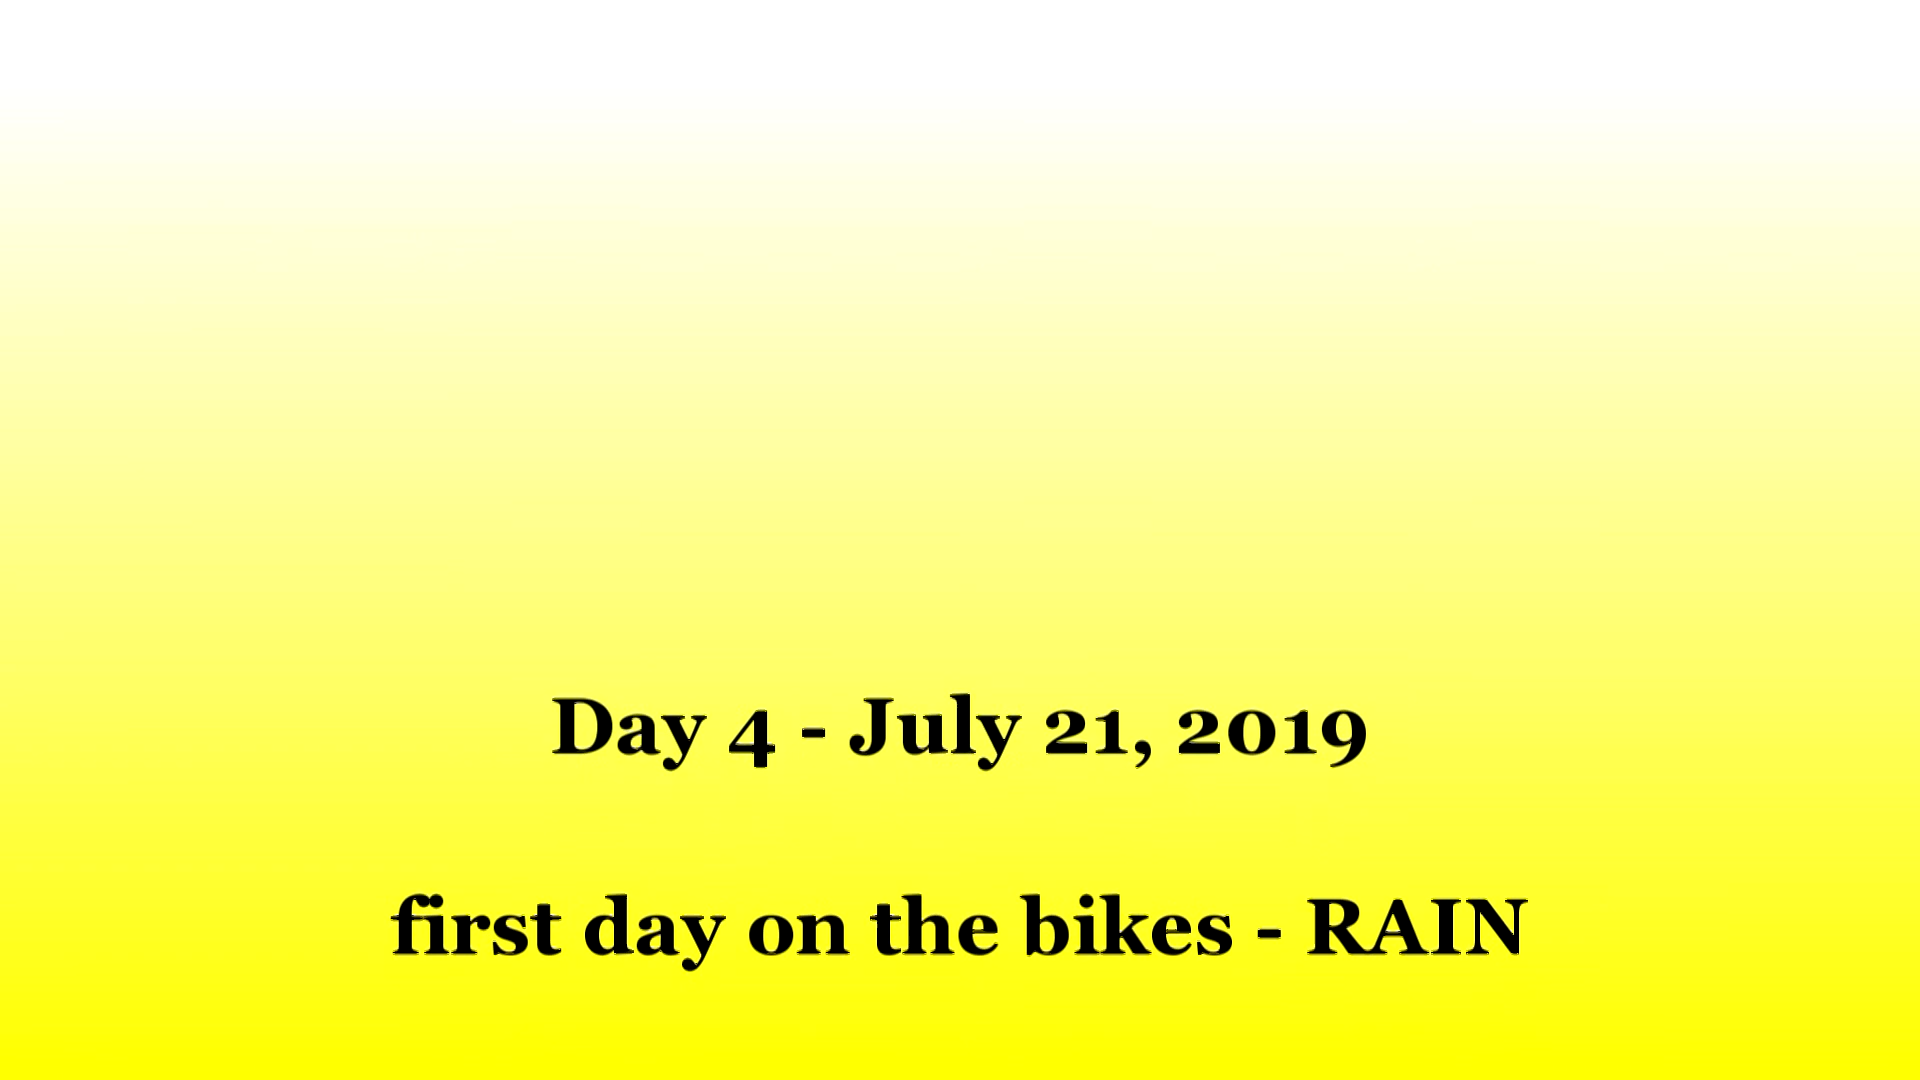 Day 4 - July 21, 2019
first day on the bikes - RAIN